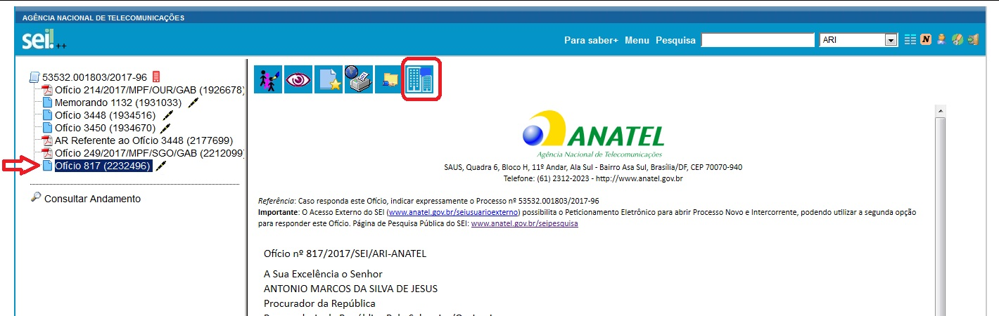 AGÊNCIA NACIONAL DE TELECOMUNICAÇÕES
sei! ++
Para saber+ Menu Pesquisa ARI N
53532.001803/2017-96
Ofício 214/2017/MPF/OUR/GAB (1926678)
Memorando 1132 (1931033)
Ofício 3448 (1934516)
Ofício 3450 (1934670)
AR Referente ao Ofício 3448 (2177699)
Ofício 249/2017/MPF/SGO/GAB (2212099)
Ofício 817 (2232496)
Consultar Andamento
ANATEL
Agência Nacional de Telecomunicações
SAUS, Quadra 6, Bloco H, 11º Andar, Ala Sul - Bairro Asa Sul, Brasília/DF, CEP 70070-940
Telefone: (61) 2312-2023 - http://www.anatel.gov.br
Referência: Caso responda este Ofício, indicar expressamente o Processo nº 53532.001803/2017-96
Importante: O Acesso Externo do SEI (www.anatel.gov.br/seiusuarioexterno) possibilita o Peticionamento Eletrônico para abrir Processo Novo e Intercorrente, podendo utilizar a segunda opção
para responder este Ofício. Página de Pesquisa Pública do SEI: www.anatel.gov.br/seipesquisa
Ofício nº 817/2017/SEI/ARI-ANATEL
A Sua Excelência o Senhor
ANTONIO MARCOS DA SILVA DE JESUS
Procurador da República